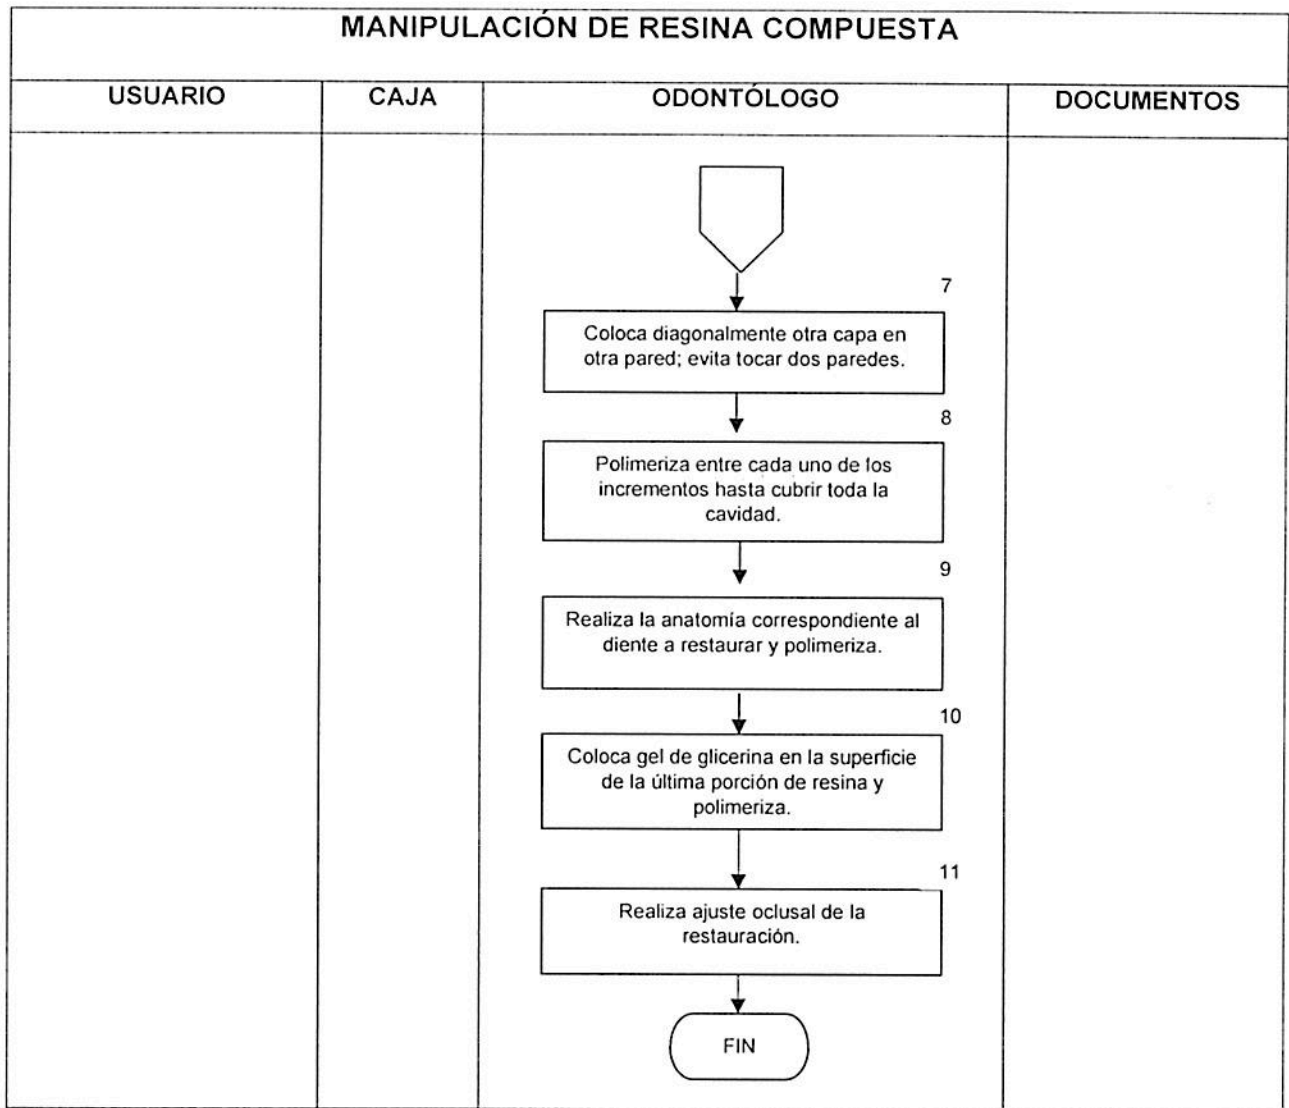 MANIPULACIÓN DE RESINA COMPUESTA
USUARIO
CAJA
ODONTÓLOGO
DOCUMENTOS
7
Coloca diagonalmente otra capa en
otra pared; evita tocar dos paredes.
8
Polimeriza entre cada uno de los
incrementos hasta cubrir toda la
cavidad.
9
Realiza la anatomía correspondiente al
diente a restaurar y polimeriza.
10
Coloca gel de glicerina en la superficie
de la última porción de resina y
polimeriza.
11
Realiza ajuste oclusal de la
restauración.
FIN